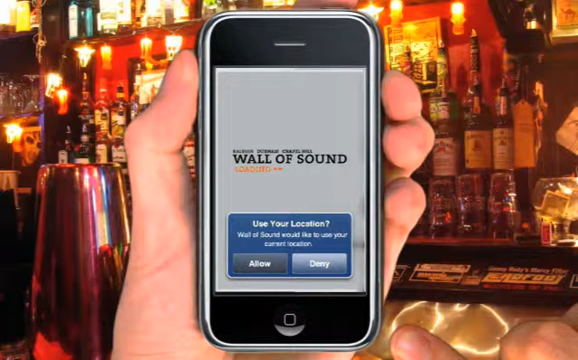 RALEIGH DURHAM CHAPEL HILL
WALL OF SOUND
LOADING
Use Your Location?
Wall of Sound would like to use your
current location
Allow
Deny